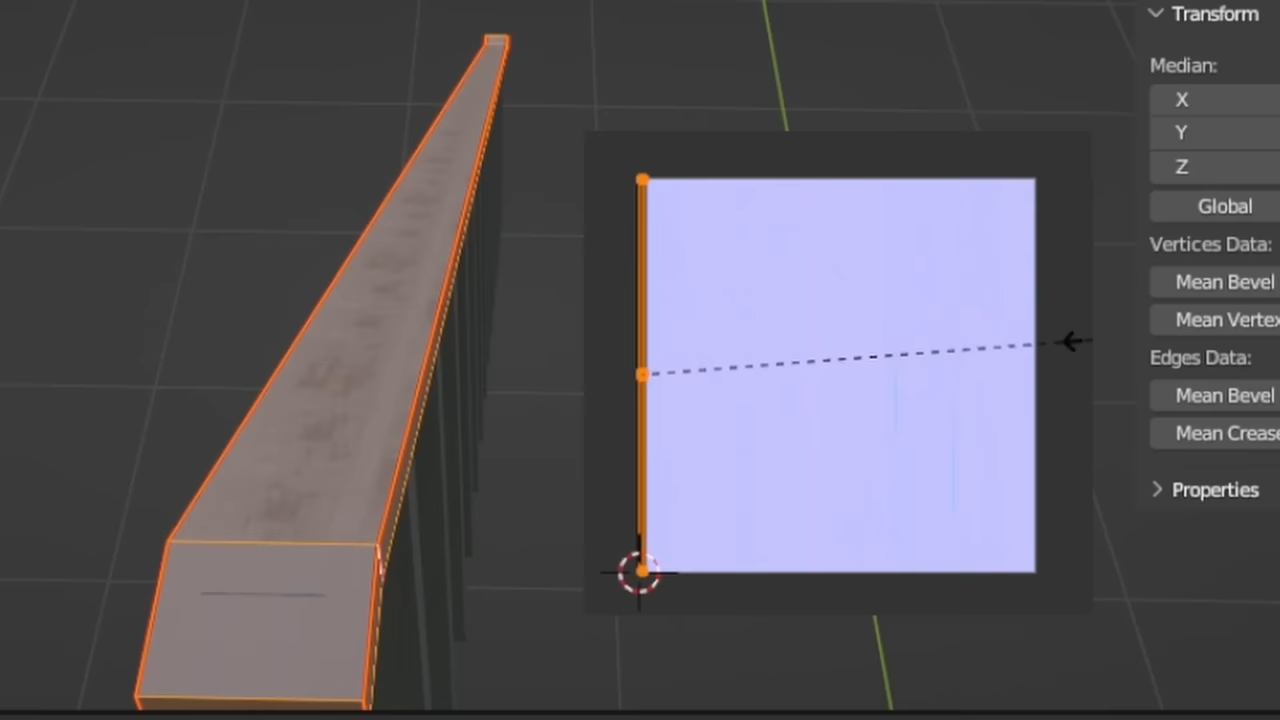 Transform
Median:
X
Y
Z
Global
Vertices Data:
Mean Bevel
Mean Vertex
Edges Data:
Mean Bevel
Mean Crease
Properties